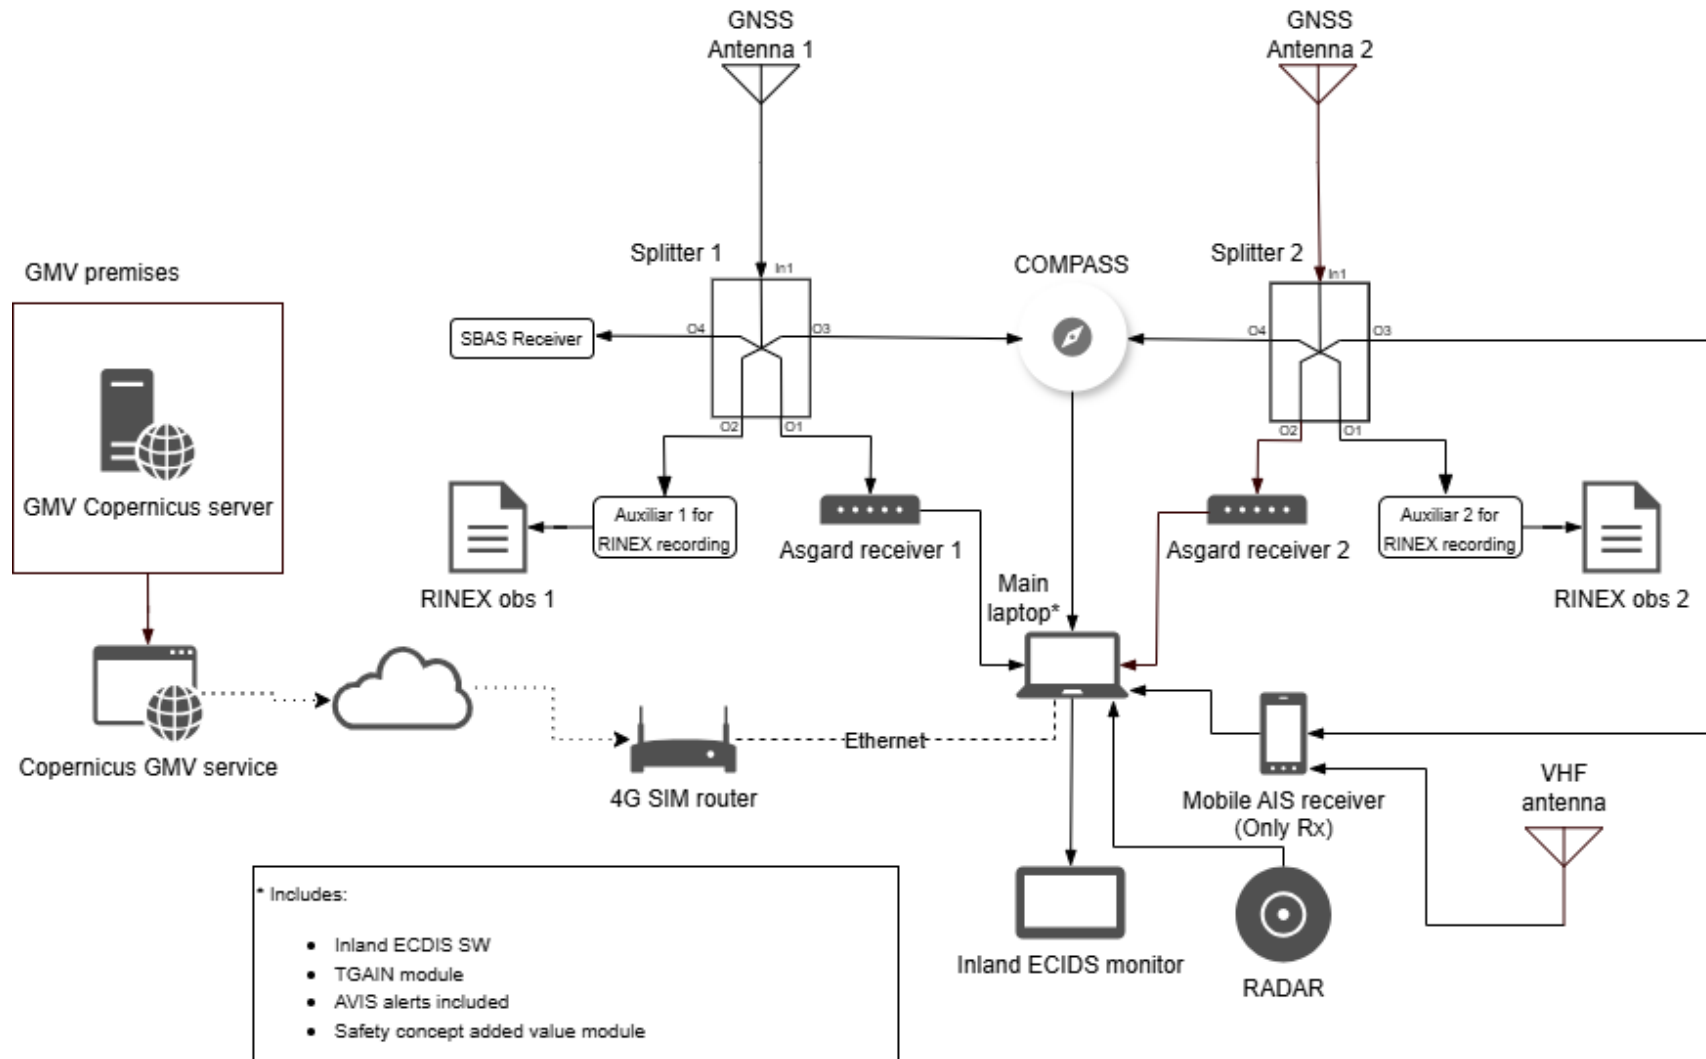 GNSS
Antenna 1
GNSS
Antenna 2
Splitter 1
COMPASS
Splitter 2
GMV premises
In1
In1
SBAS Receiver
O4
O3
O4
O3
O2
O1
O2
O1
GMV Copernicus server
Auxiliar 1 for
RINEX recording
Asgard receiver 1
Asgard receiver 2
Auxiliar 2 for
RINEX recording
RINEX obs 1
Main
laptop*
RINEX obs 2
Copernicus GMV service
Ethernet
4G SIM router
Mobile AIS receiver
(Only Rx)
VHF
antenna
* Includes:
● Inland ECDIS SW
● TGAIN module
● AVIS alerts included
● Safety concept added value module
Inland ECIDS monitor
RADAR